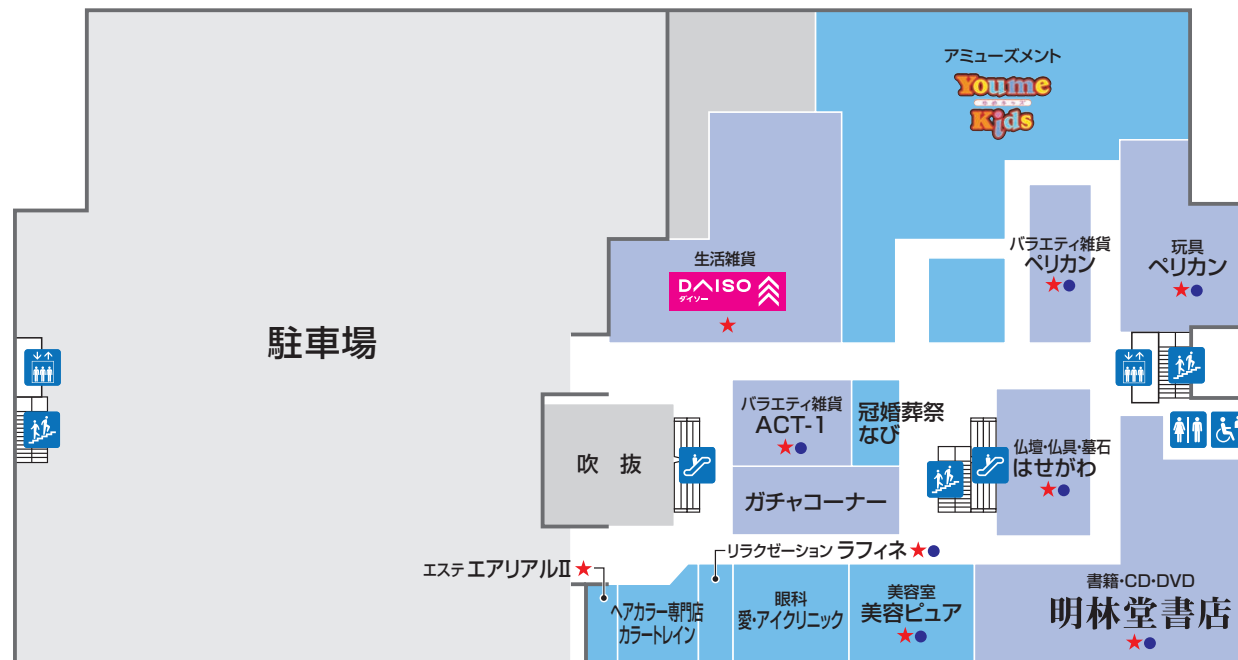 アミューズメント
Youme
ゆめキッズ
Kids
生活雑貨
DAISO
ダイソー
★
バラエティ雑貨
ペリカン
★●
玩具
ペリカン
★●
駐車場
バラエティ雑貨
ACT-1
★●
冠婚葬祭
なび
仏壇・仏具・墓石
はせがわ
★●
吹 抜
ガチャコーナー
リラクゼーション ラフィネ★●
エステ エアリアルⅡ★
ヘアカラー専門店
カラートレイン
眼科
愛・アイクリニック
美容室
美容ピュア
★●
書籍・CD・DVD
明林堂書店
★●